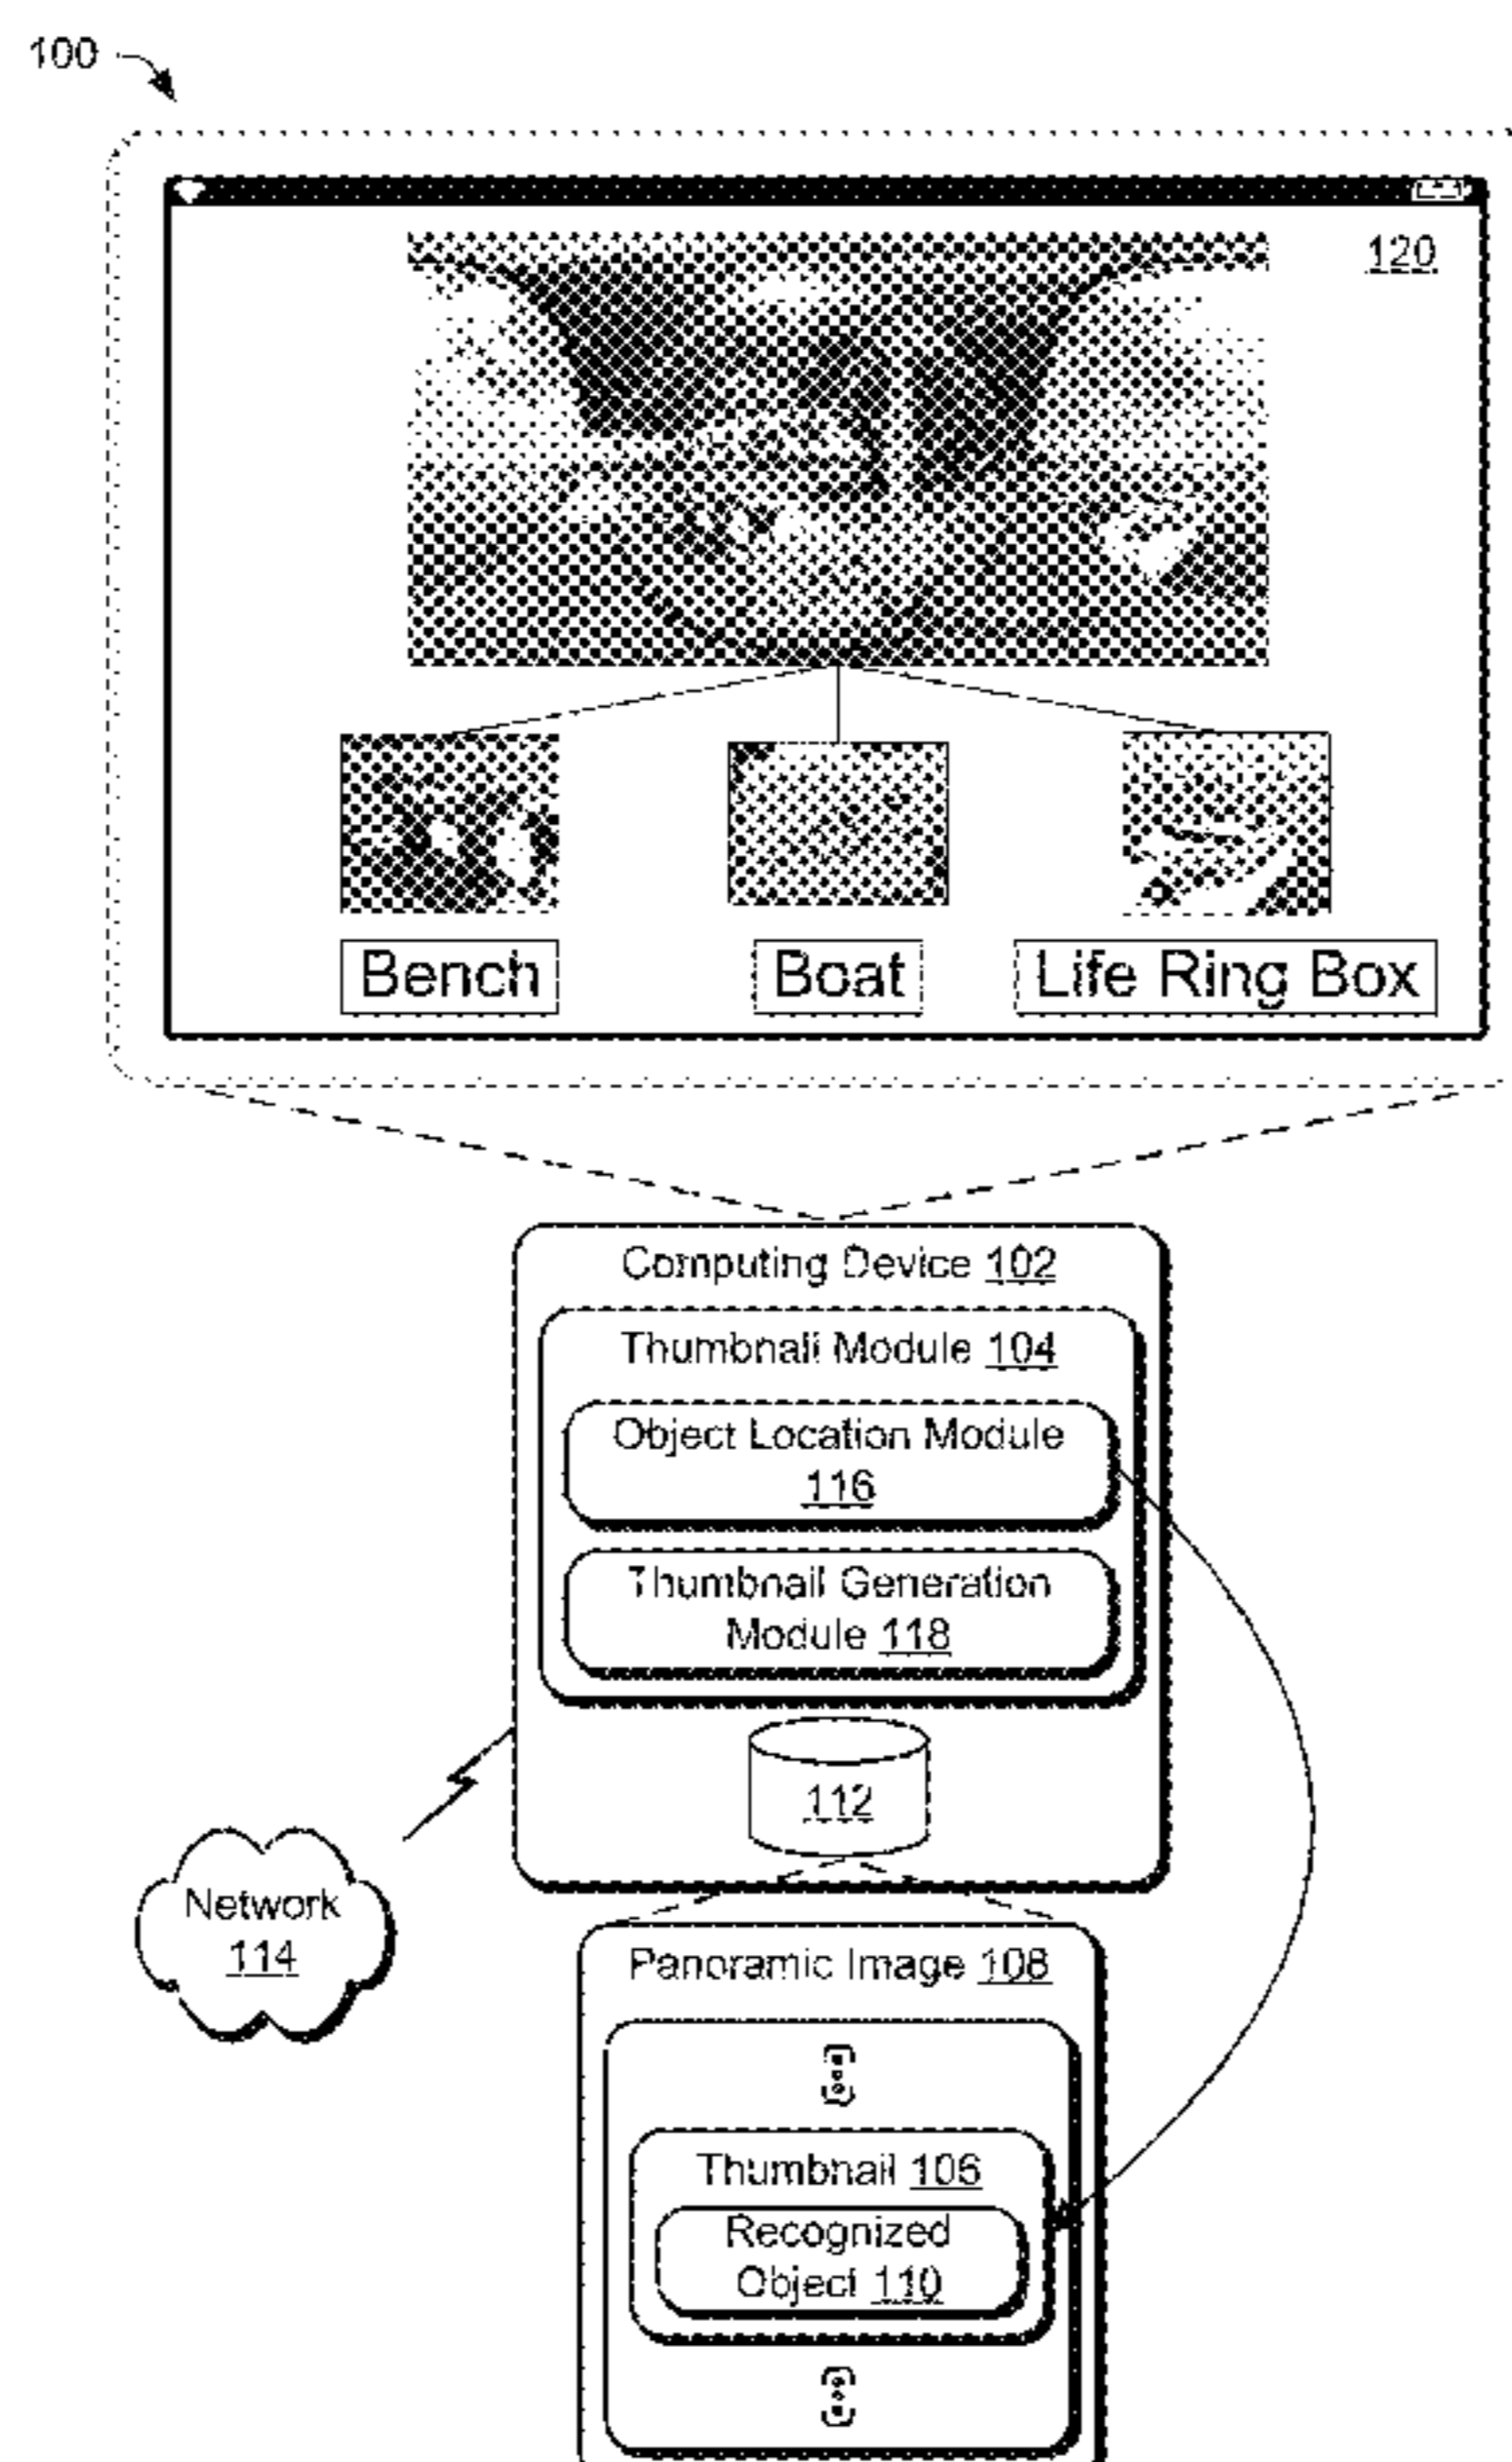 100
120
Bench
Boat
Life Ring Box
Computing Device 102
Thumbnail Module 104
Object Location Module
116
Thumbnail Generation
Module 118
112
Network
114
Panoramic Image 108
Thumbnail 106
Recognized
Object 110